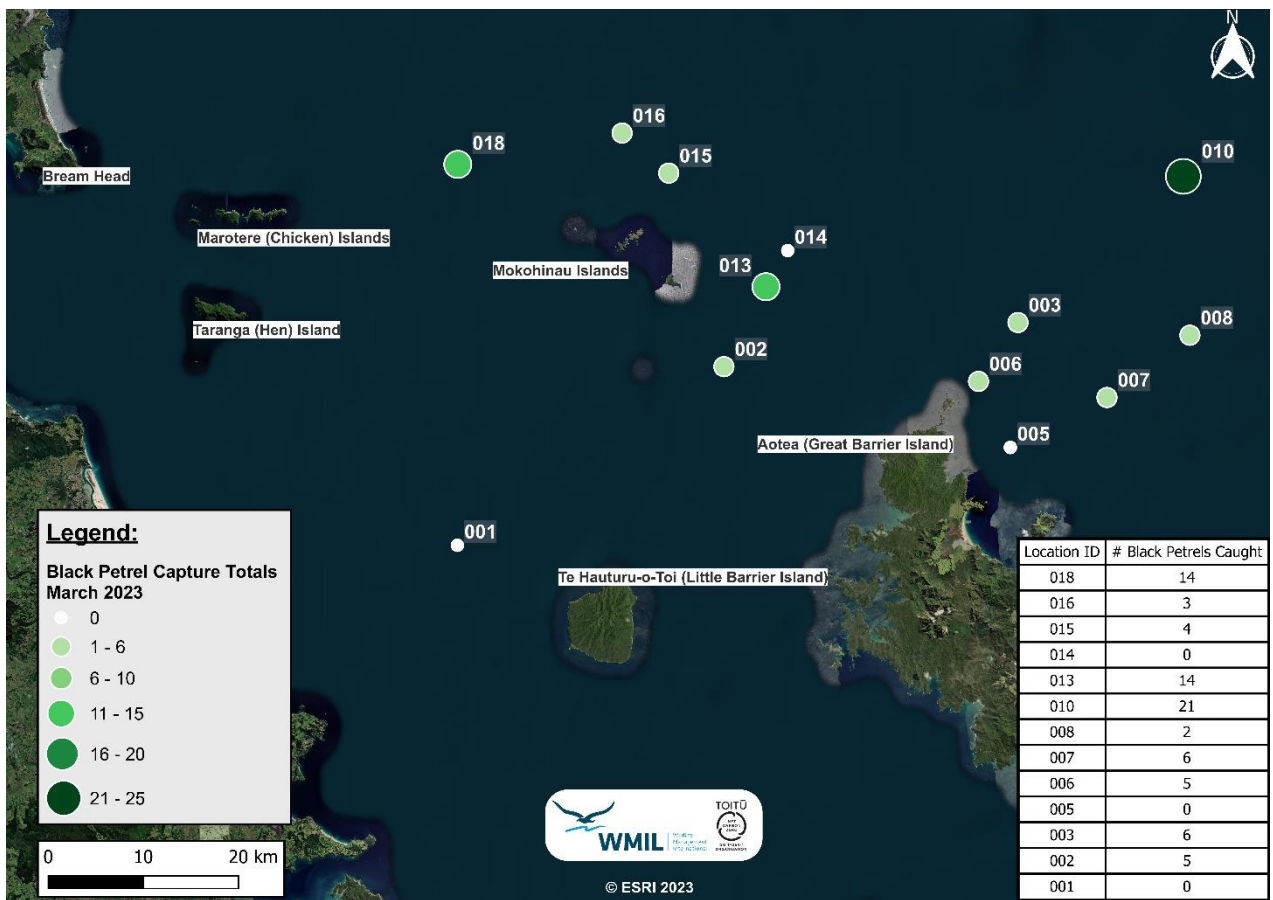 N
016
018
015
010
Bream Head
Marotere (Chicken) Islands
014
Mokohinau Islands
013
003
Taranga (Hen) Island
008
002
006
007
Aotea (Great Barrier Island)
005
001
Te Hauturu-o-Toi (Little Barrier Island)
Legend:
Black Petrel Capture Totals
March 2023
0
1 - 6
6 - 10
11 - 15
16 - 20
21 - 25
0 10 20 km
WMIL
Wildlife
Management
International
TOITŪ
© ESRI 2023
Location ID # Black Petrels Caught
018 14
016 3
015 4
014 0
013 14
010 21
008 2
007 6
006 5
005 0
003 6
002 5
001 0